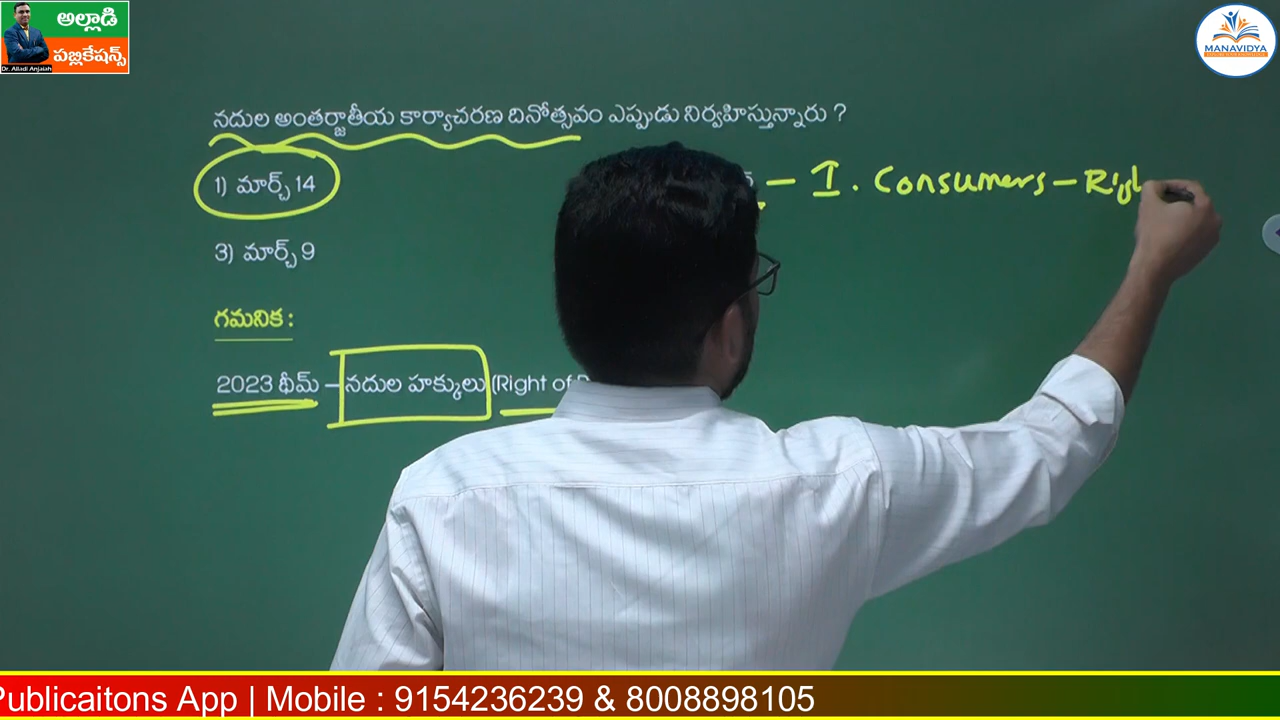 అల్లాడి
పబ్లికేషన్స్
Dr. Alladi Anjaiah
MANAVIDYA
నదుల అంతర్జాతీయ కార్యాచరణ దినోత్సవం ఎప్పుడు నిర్వహిస్తున్నారు ?
1) మార్చ్ 14
– I. Consumers – Righ
3) మార్చ్ 9
గమనిక :
2023 థీమ్ – నదుల హక్కులు (Right of
Publicaitons App | Mobile : 9154236239 & 8008898105